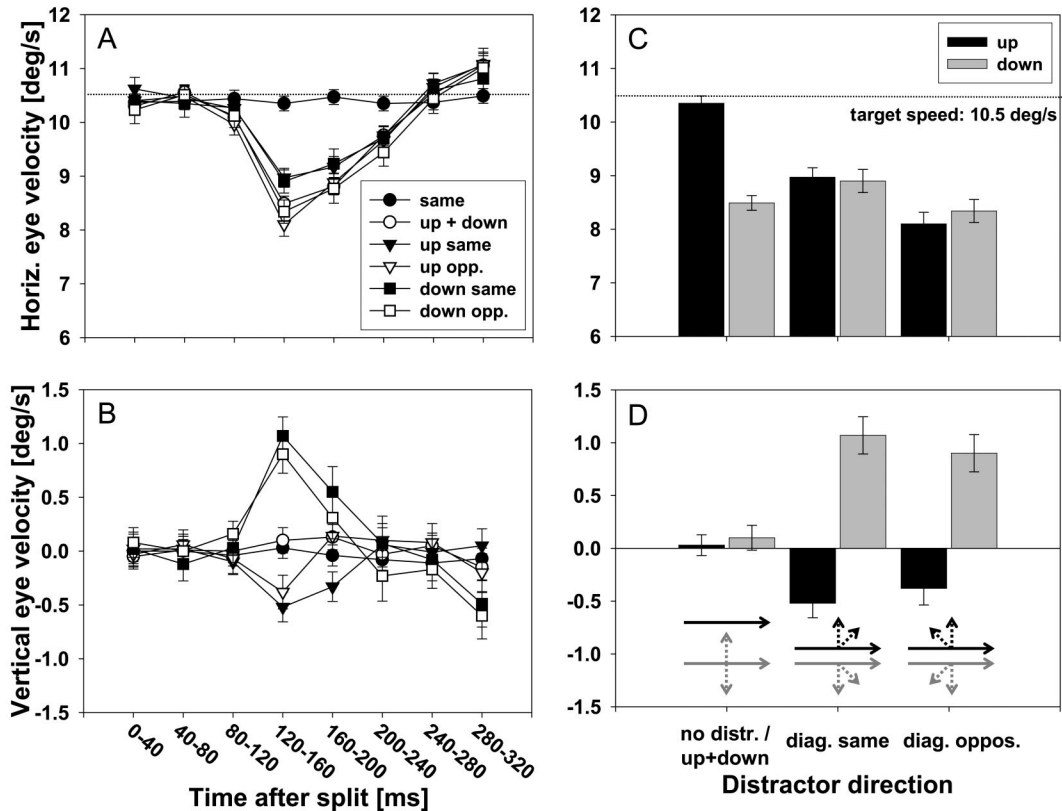 A
Horiz. eye velocity [deg/s]
12
11
10
9
8
7
6
same
up + down
up same
up opp.
down same
down opp.
C
12
11
10
9
8
7
6
up
down
target speed: 10.5 deg/s
B
Vertical eye velocity [deg/s]
1.5
1.0
0.5
0.0
-0.5
-1.0
-1.5
0-40
40-80
80-120
120-160
160-200
200-240
240-280
280-320
Time after split [ms]
D
1.5
1.0
0.5
0.0
-0.5
-1.0
-1.5
no distr. /
up+down
diag. same
diag. oppos.
Distractor direction